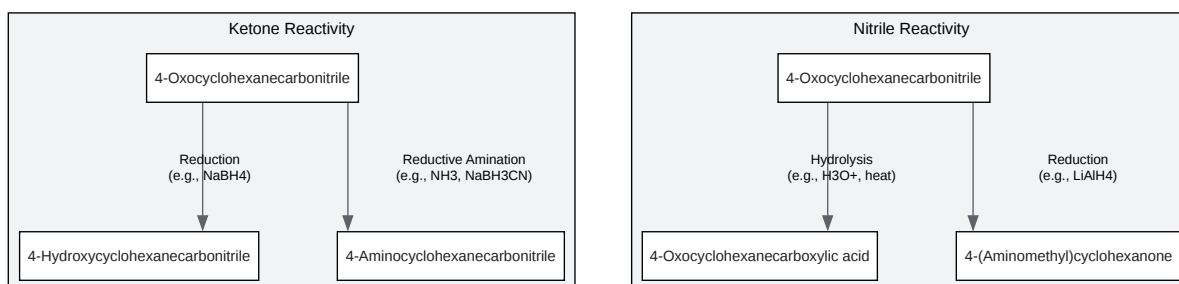 Ketone Reactivity
4-Oxocyclohexanecarbonitrile
Reduction
(e.g., NaBH4)
Reductive Amination
(e.g., NH3, NaBH3CN)
4-Hydroxycyclohexanecarbonitrile
4-Aminocyclohexanecarbonitrile
Nitrile Reactivity
4-Oxocyclohexanecarbonitrile
Hydrolysis
(e.g., H3O+, heat)
Reduction
(e.g., LiAlH4)
4-Oxocyclohexanecarboxylic acid
4-(Aminomethyl)cyclohexanone